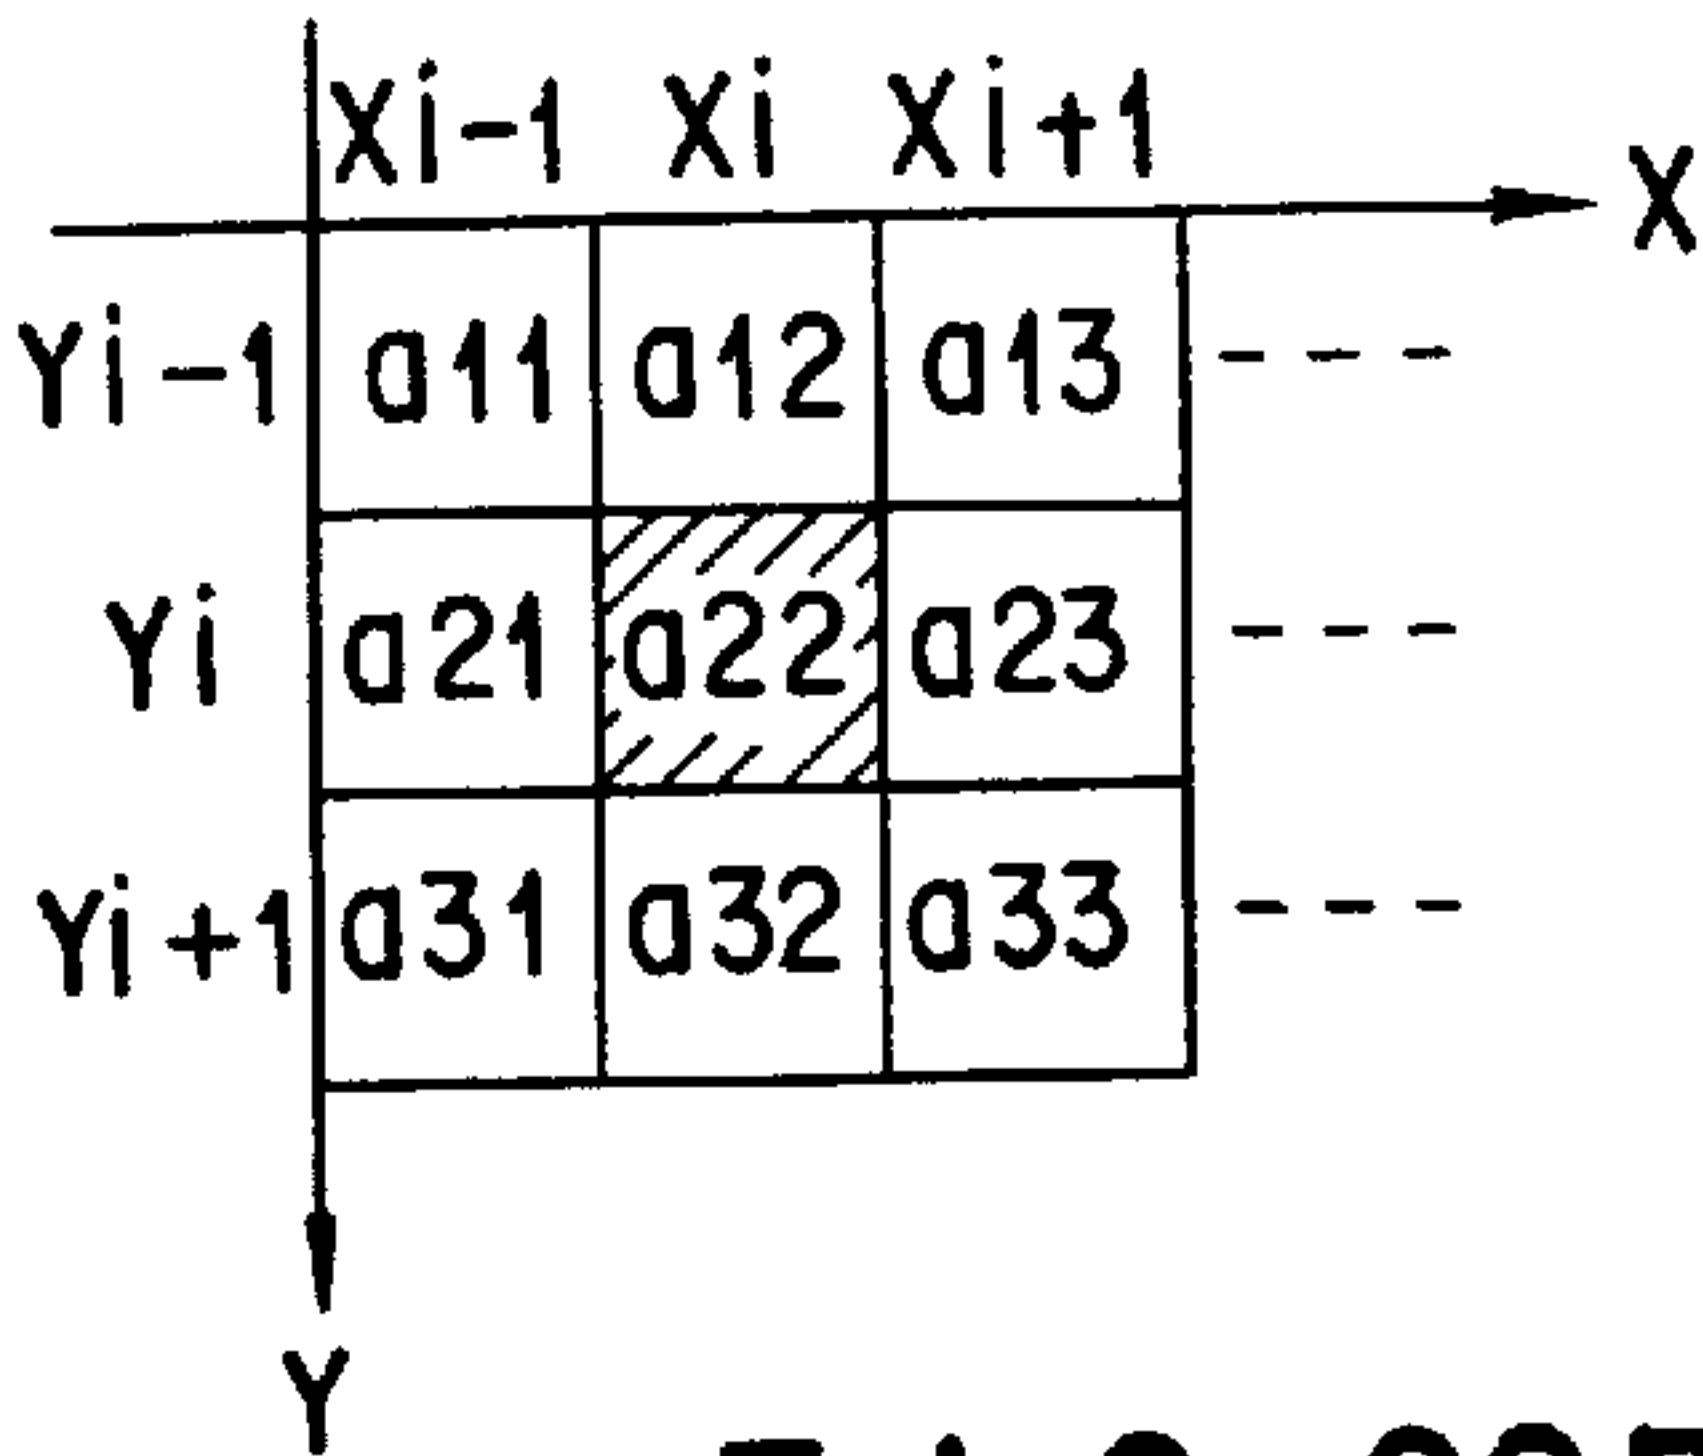 Xi-1 Xi Xi+1
X
Yi-1 a11 a12 a13 ---
Yi a21 a22 a23 ---
Yi+1 a31 a32 a33 ---
Y